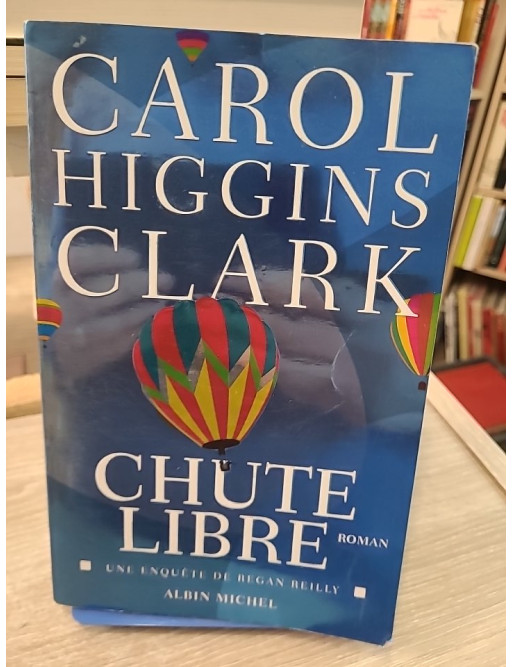 CAROL
HIGGINS
CLARK
CHUTE
LIBRE
ROMAN
UNE ENQUÊTE DE REGAN REILLY
ALBIN MICHEL